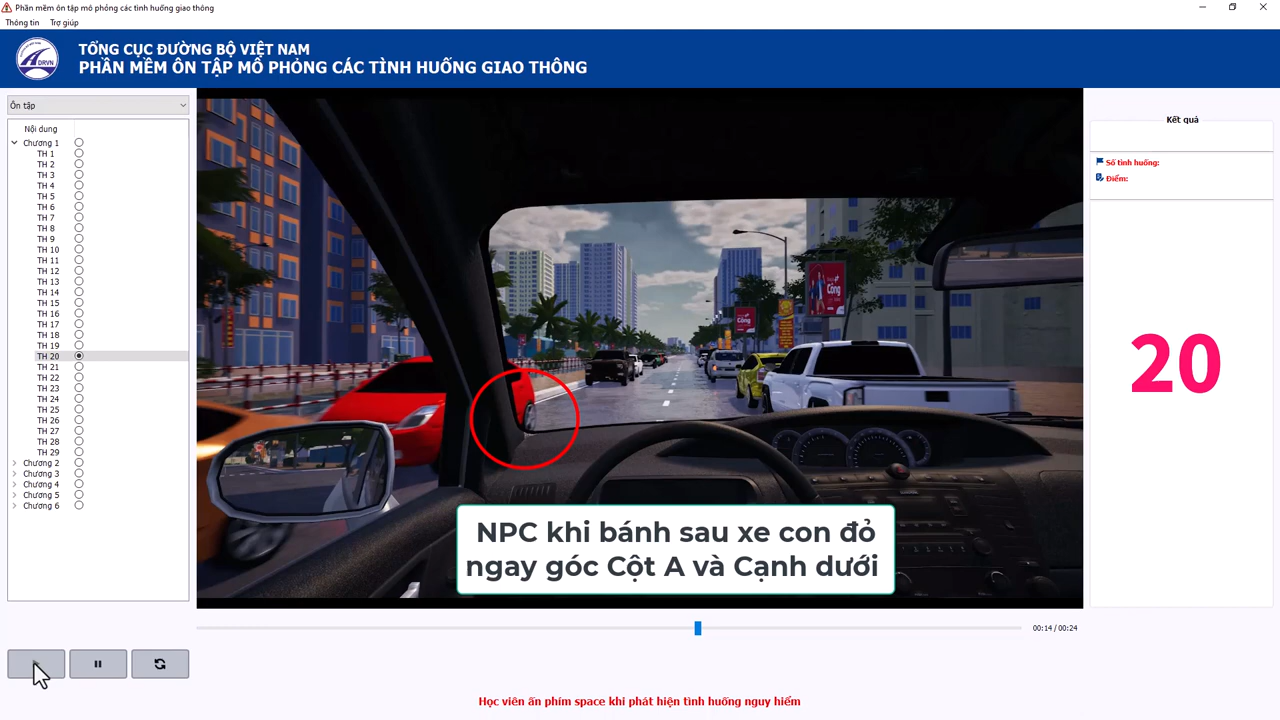 Phần mềm ôn tập mô phỏng các tình huống giao thông
Thông tin Trợ giúp
TỔNG CỤC ĐƯỜNG BỘ VIỆT NAM
PHẦN MỀM ÔN TẬP MÔ PHỎNG CÁC TÌNH HUỐNG GIAO THÔNG
DRVN
Ôn tập
Nội dung
Chương 1
TH 1
TH 2
TH 3
TH 4
TH 5
TH 6
TH 7
TH 8
TH 9
TH 10
TH 11
TH 12
TH 13
TH 14
TH 15
TH 16
TH 17
TH 18
TH 19
TH 20
TH 21
TH 22
TH 23
TH 24
TH 25
TH 26
TH 27
TH 28
TH 29
Chương 2
Chương 3
Chương 4
Chương 5
Chương 6
Công
Công
NPC khi bánh sau xe con đỏ
ngay góc Cột A và Cạnh dưới
00:14 / 00:24
Kết quả
Số tình huống:
Điểm:
20
Học viên ấn phím space khi phát hiện tình huống nguy hiểm